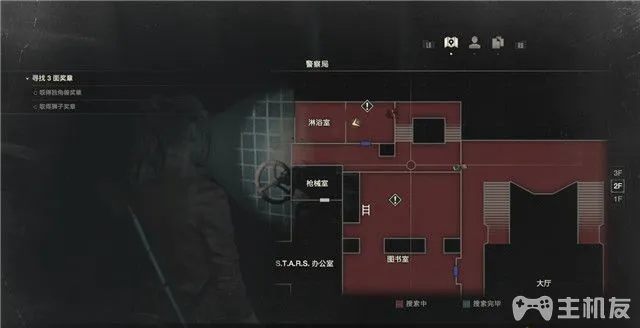 警察局
寻找 3 面奖章
取得独角兽奖章
取得狮子奖章
淋浴室
枪械室
3F
2F
1F
S.T.A.R.S. 办公室
图书室
大厅
搜索中
搜索完毕
主机友